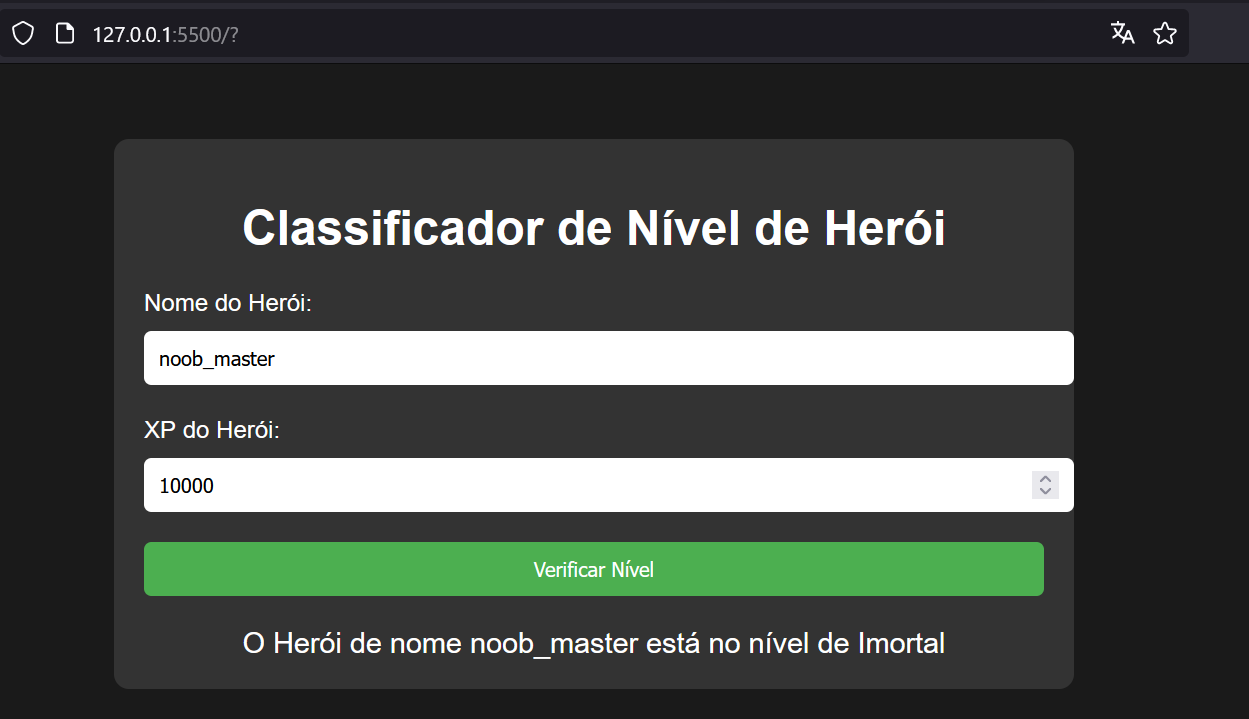 127.0.0.1:5500/?
Classificador de Nível de Herói
Nome do Herói:
noob_master
XP do Herói:
10000
Verificar Nível
O Herói de nome noob_master está no nível de Imortal